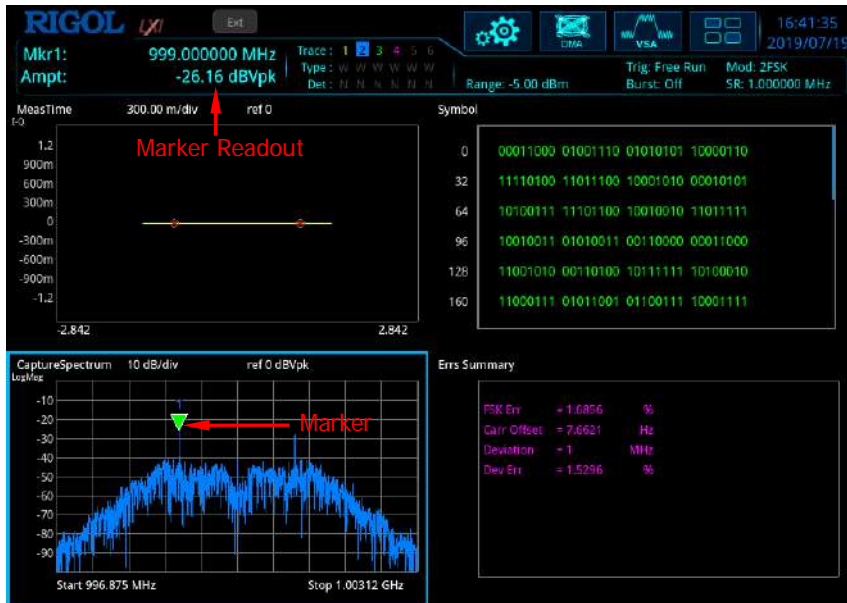 RIGOL LXI Ext
16:41:35
2019/07/19
DMA VSA
Mkr1: 999.000000 MHz
Ampt: -26.16 dBVpk
Trace: 1 2 3 4 5 6
Type: W W W W W W
Det: N N N N N N
Range: -5.00 dBm
Trig: Free Run Mod: 2FSK
Burst: Off SR: 1.000000 MHz
MeasTime 300.00 m/div ref 0
I-Q
Marker Readout
1.2
900m
600m
300m
0
-300m
-600m
-900m
-1.2
-2.842 2.842
Symbol
0 00011000 01001110 01010101 10000110
32 11110100 11011100 10001010 00010101
64 10100111 11101100 10010010 11011111
96 10010011 01010011 00110000 00011000
128 11001010 00110100 10111111 10100010
160 11000111 01011001 01100111 10001111
CaptureSpectrum 10 dB/div ref 0 dBVpk
LogMag
1
Marker
-10
-20
-30
-40
-50
-60
-70
-80
-90
Start 996.875 MHz Stop 1.00312 GHz
Errs Summary
FSK Err = 1.0856 %
Carr Offset = 7.6621 Hz
Deviation = 1 MHz
Dev Err = 1.5296 %